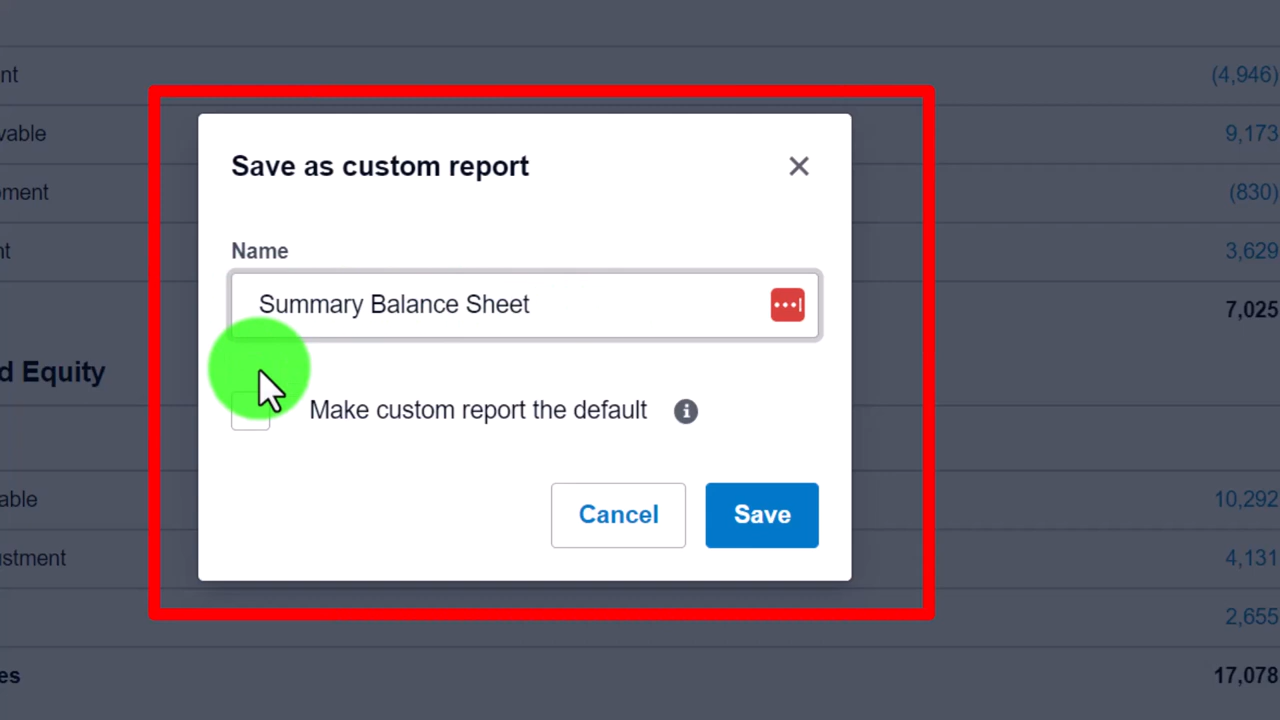 nt (4,946)
Save as custom report
vable 9,173
Name
oment (830)
nt 3,629
Summary Balance Sheet
7,025
d Equity
Make custom report the default
able 10,292
Cancel
Save
ustment 4,131
2,655
es 17,078